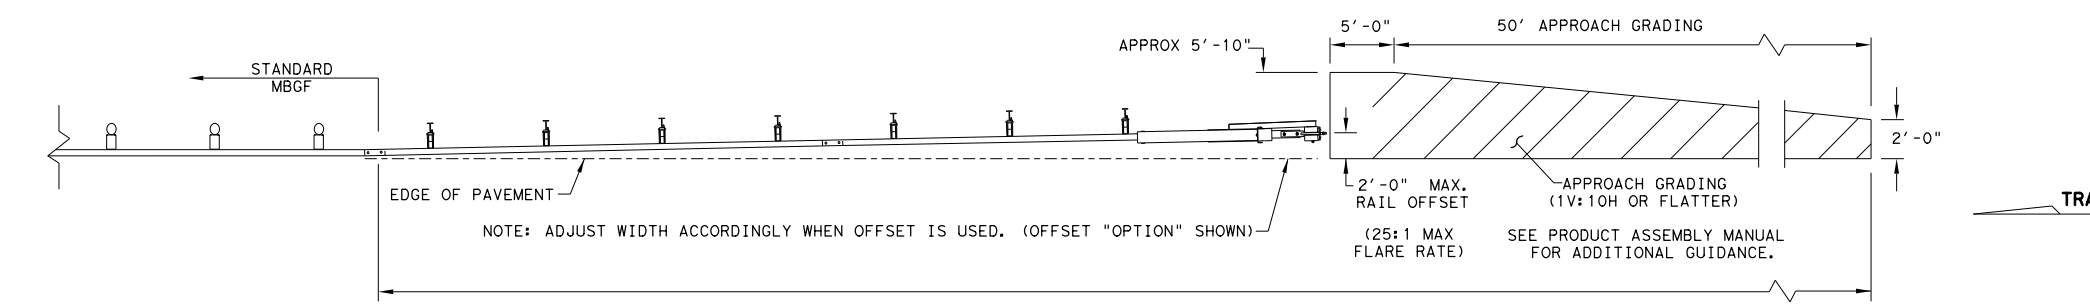 5'-0"
50' APPROACH GRADING
APPROX 5'-10"
STANDARD
MBGF
2'-0"
EDGE OF PAVEMENT
2'-0" MAX.
RAIL OFFSET
APPROACH GRADING
(1V:10H OR FLATTER)
NOTE: ADJUST WIDTH ACCORDINGLY WHEN OFFSET IS USED. (OFFSET "OPTION" SHOWN)
(25:1 MAX
FLARE RATE)
SEE PRODUCT ASSEMBLY MANUAL
FOR ADDITIONAL GUIDANCE.